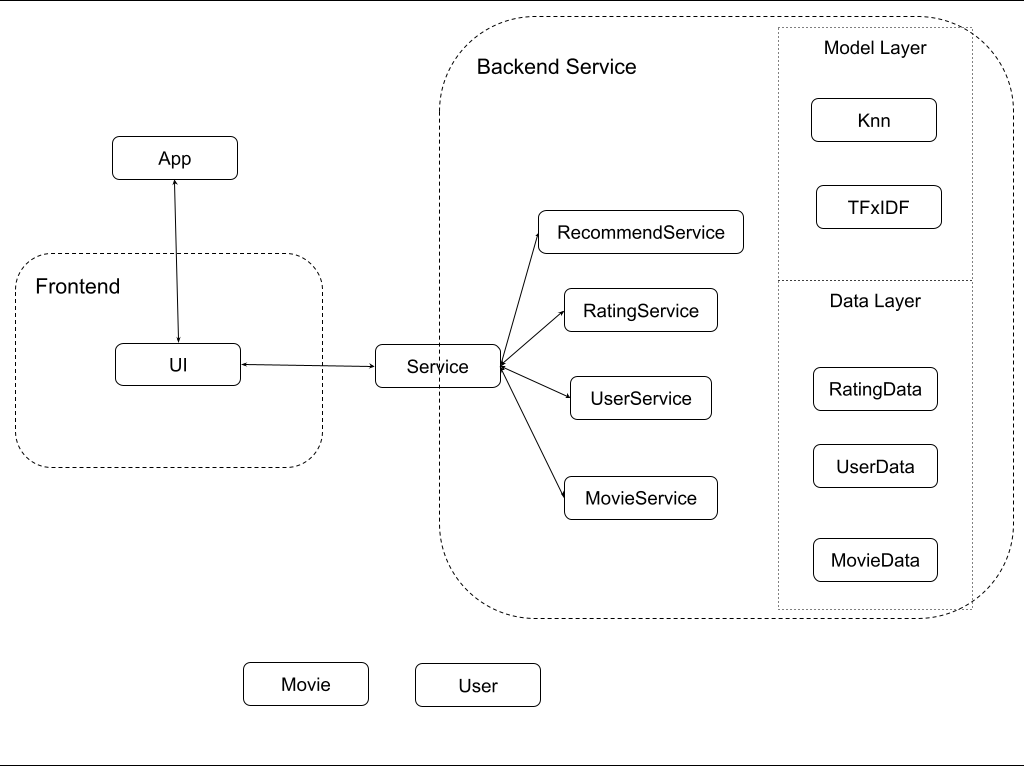 Model Layer
Backend Service
Knn
App
TFxIDF
RecommendService
Frontend
Data Layer
RatingService
UI
Service
RatingData
UserService
UserData
MovieService
MovieData
Movie
User